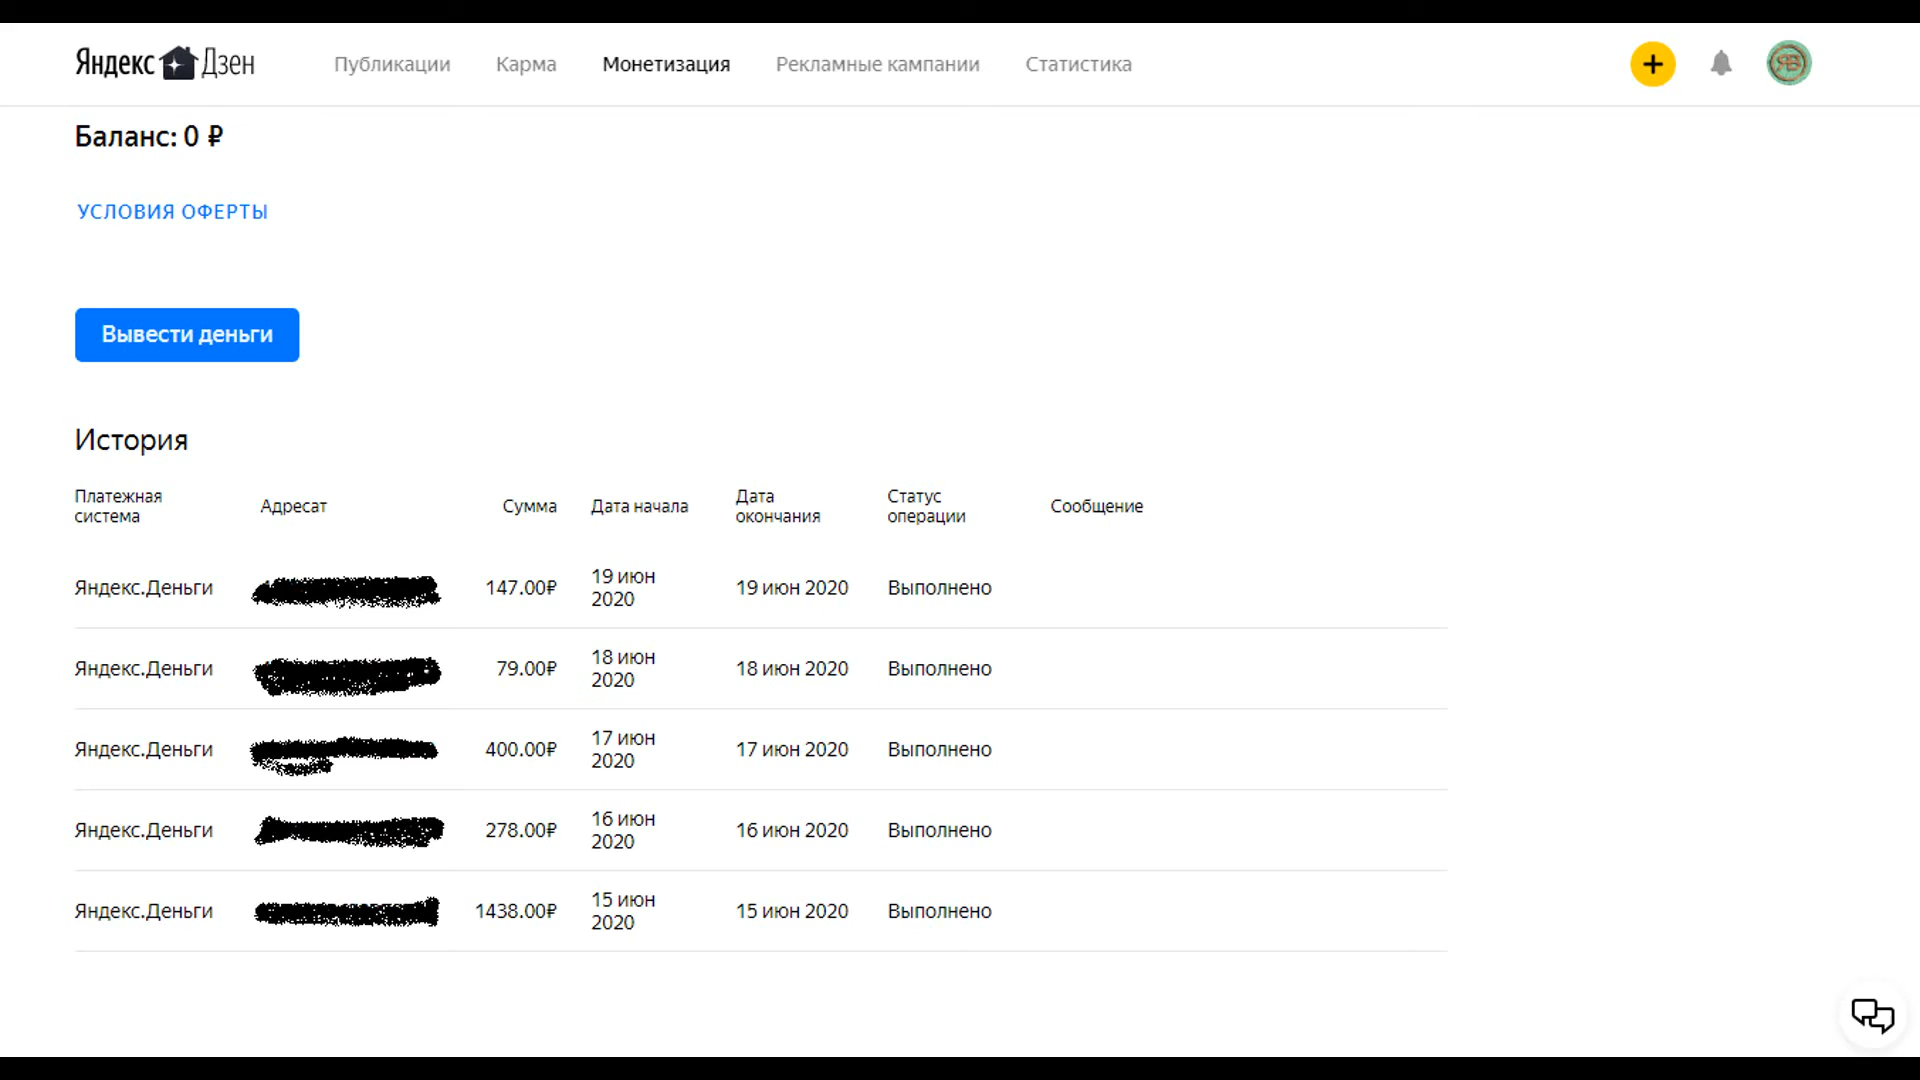 Яндекс Дзен Публикации Карма Монетизация Рекламные кампании Статистика
Баланс: 0 ₽
УСЛОВИЯ ОФЕРТЫ
Вывести деньги
История
Платежная система Адресат Сумма Дата начала Дата окончания Статус операции Сообщение
Яндекс.Деньги 147.00₽ 19 июн 2020 19 июн 2020 Выполнено
Яндекс.Деньги 79.00₽ 18 июн 2020 18 июн 2020 Выполнено
Яндекс.Деньги 400.00₽ 17 июн 2020 17 июн 2020 Выполнено
Яндекс.Деньги 278.00₽ 16 июн 2020 16 июн 2020 Выполнено
Яндекс.Деньги 1438.00₽ 15 июн 2020 15 июн 2020 Выполнено